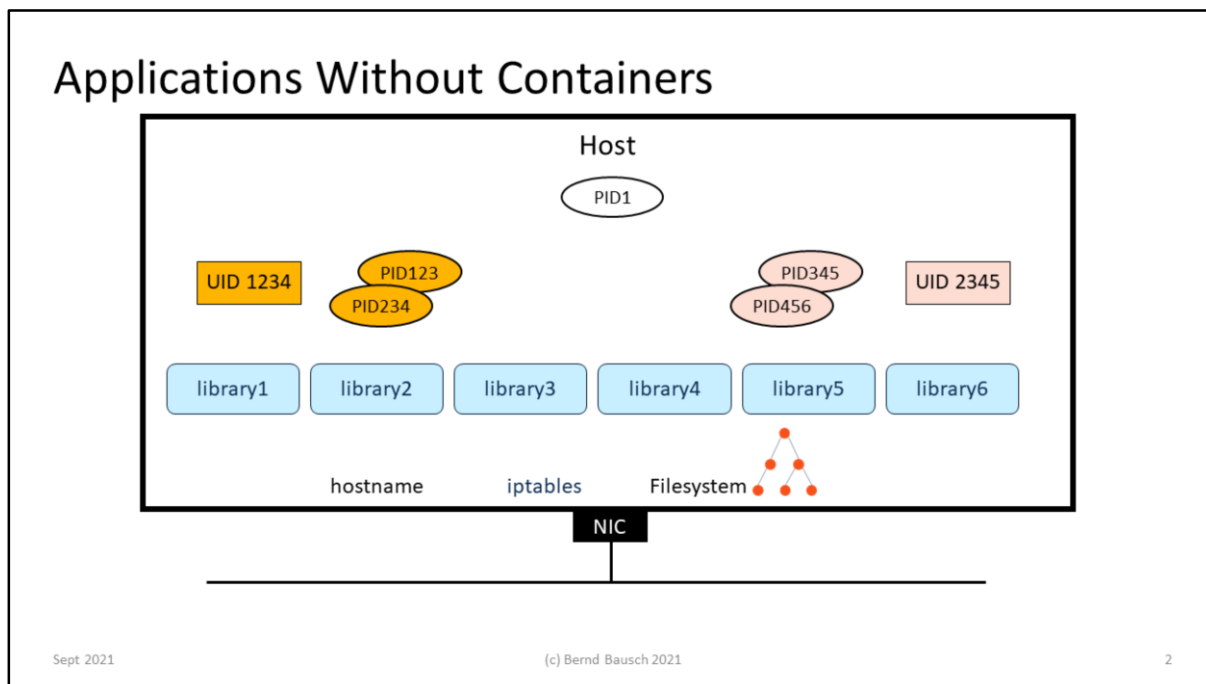 Applications Without Containers
Host
PID1
UID 1234
PID123
PID234
PID345
PID456
UID 2345
library1 library2 library3 library4 library5 library6
hostname iptables Filesystem
NIC
Sept 2021 (c) Bernd Bausch 2021 2